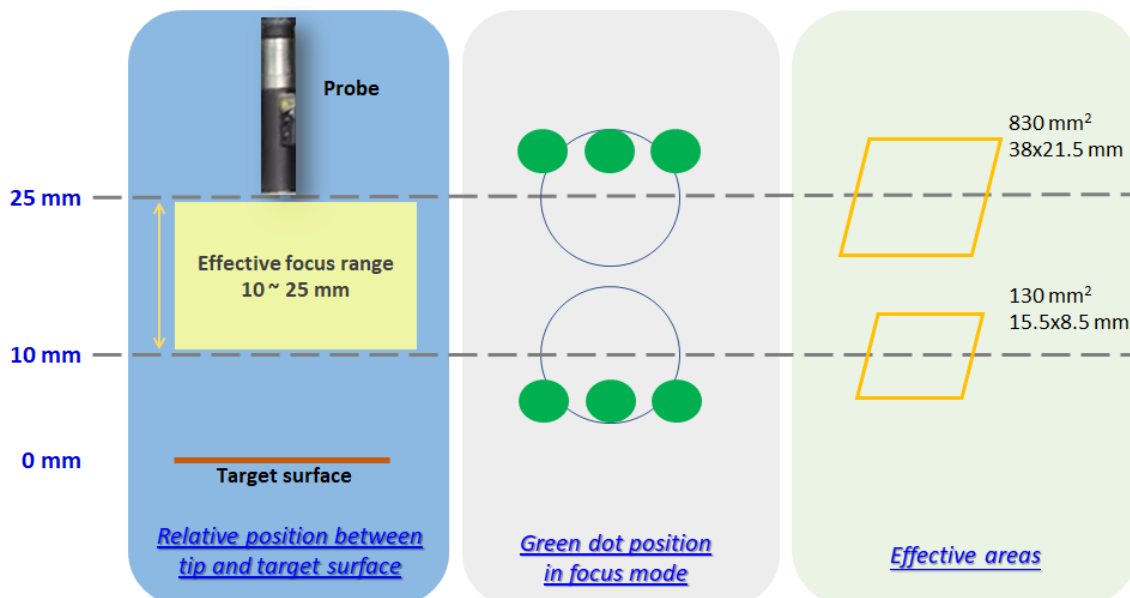 Probe
830 mm²
38x21.5 mm
25 mm
Effective focus range
10 ~ 25 mm
130 mm²
15.5x8.5 mm
10 mm
0 mm
Target surface
Relative position between
tip and target surface
Green dot position
in focus mode
Effective areas